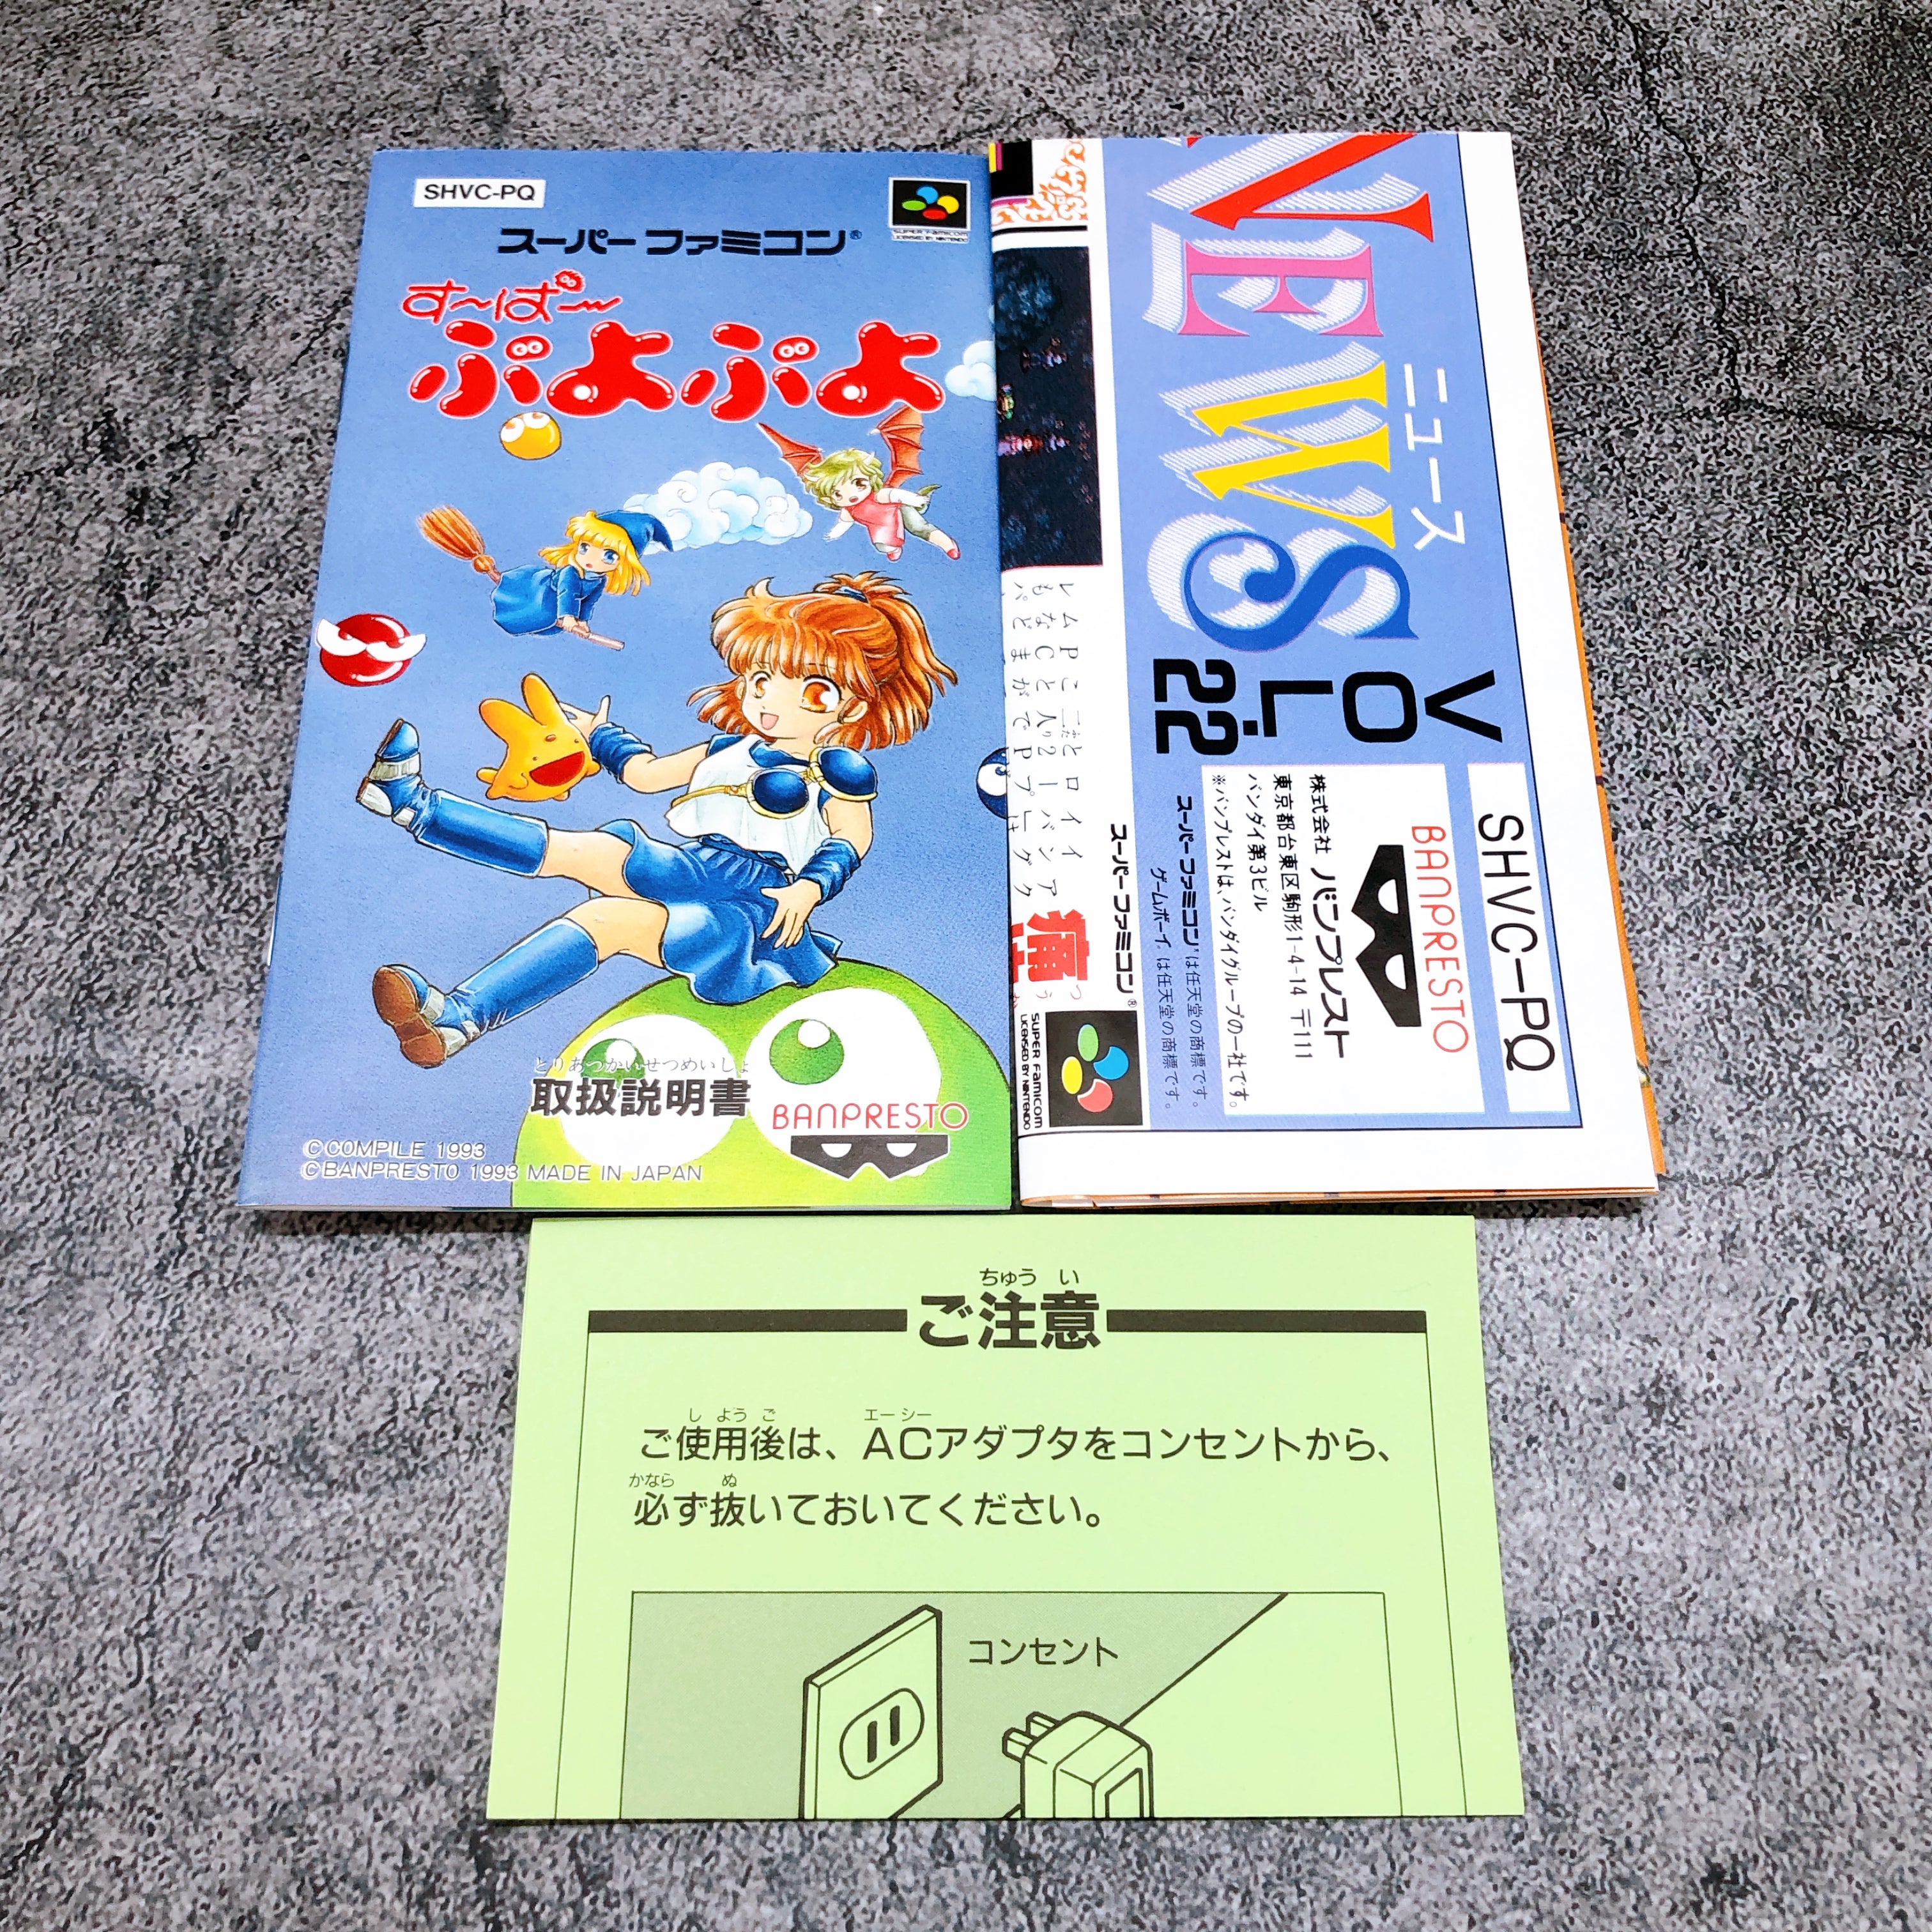 SHVC-PQ
SUPER FAMICOM
LICENSED BY NINTENDO
スーパーファミコン®
す〜ぱ〜
ぷよぷよ
とりあつかいせつめいしょ
取扱説明書
BANPRESTO
©COMPILE 1993
©BANPRESTO 1993 MADE IN JAPAN
NEWS
ニュース
VOL.
22
SHVC-PQ
BANPRESTO
株式会社 バンプレスト
東京都台東区駒形1-4-14 〒111
バンダイ第3ビル
※バンプレストは、バンダイグループの一社です。
スーパーファミコン®は任天堂の商標です。
ゲームボーイ®は任天堂の商標です。
スーパーファミコン®
SUPER FAMICOM
LICENSED BY NINTENDO
ちゅう い
ご注意
し よう ご エーシー
ご使用後は、ACアダプタをコンセントから、
かなら ぬ
必ず抜いておいてください。
コンセント